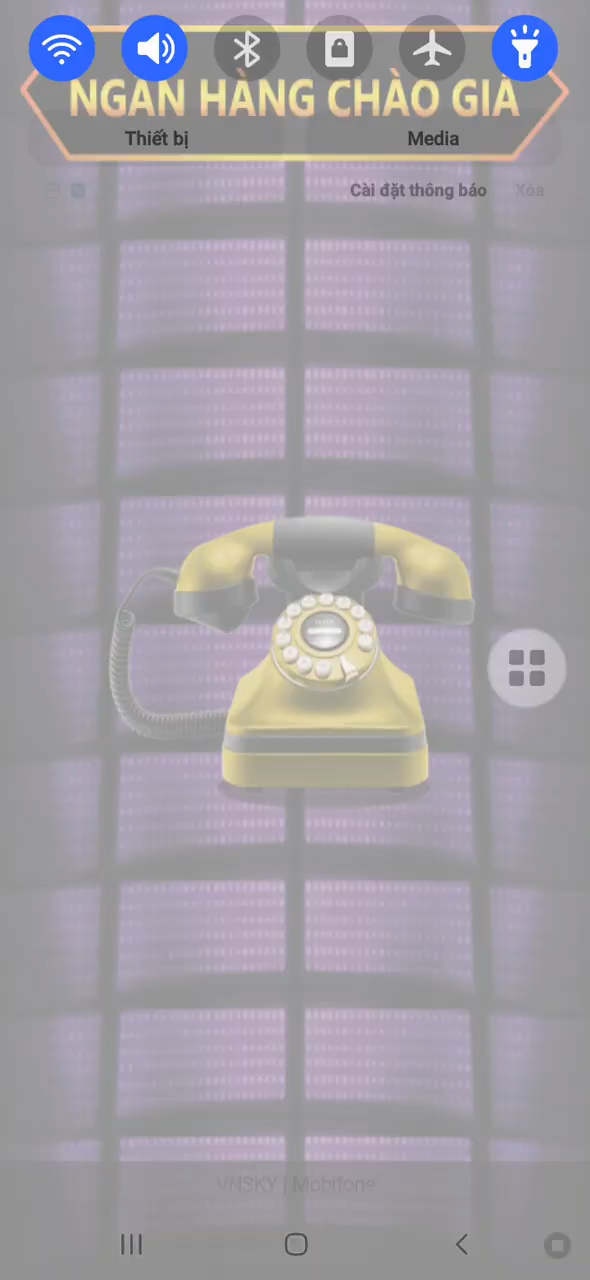 NGÂN HÀNG CHÀO GIÁ
Thiết bị Media
Cài đặt thông báo Xóa
VNSKY | Mobifone